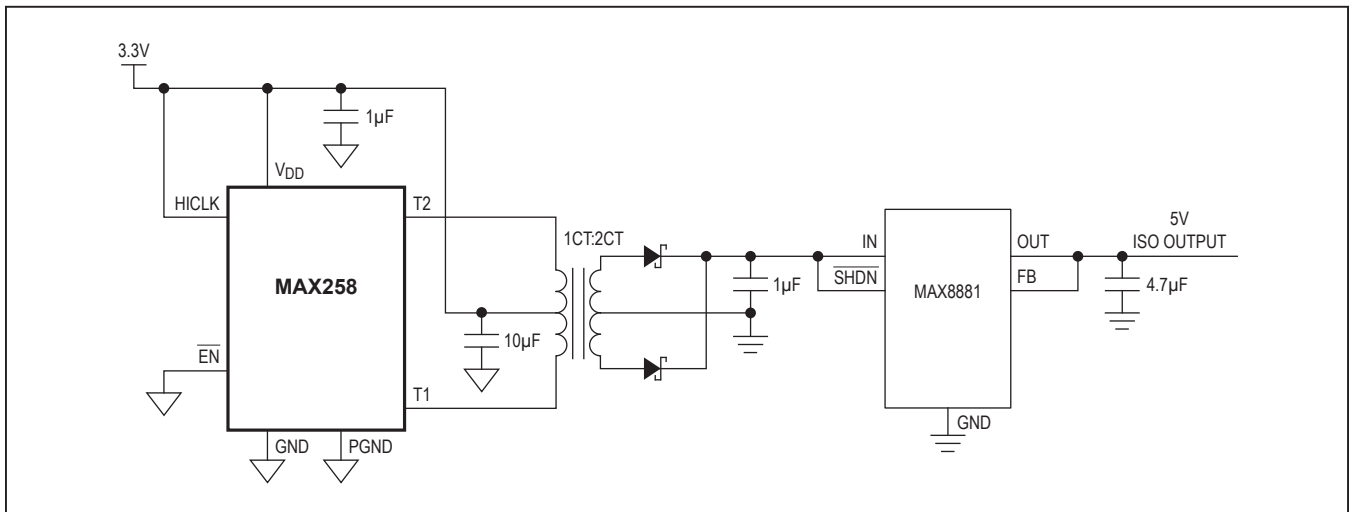 3.3V
1µF
VDD
HICLK
T2
1CT:2CT
MAX258
10µF
EN
T1
GND
PGND
1µF
IN
SHDN
MAX8881
GND
OUT
FB
5V
ISO OUTPUT
4.7µF